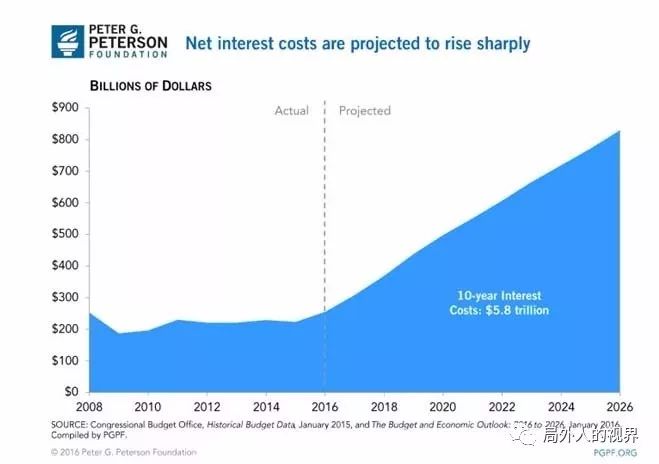 PETER G.
PETERSON
FOUNDATION
Net interest costs are projected to rise sharply
BILLIONS OF DOLLARS
$900
$800
$700
$600
$500
$400
$300
$200
$100
$0
Actual
Projected
10-year Interest
Costs: $5.8 trillion
2008
2010
2012
2014
2016
2018
2020
2022
2024
2026
SOURCE: Congressional Budget Office, Historical Budget Data, January 2015, and The Budget and Economic Outlook: 2016 to 2026, January 2016.
Compiled by PGPF.
局外人的视界
© 2016 Peter G. Peterson Foundation
PGPF.ORG